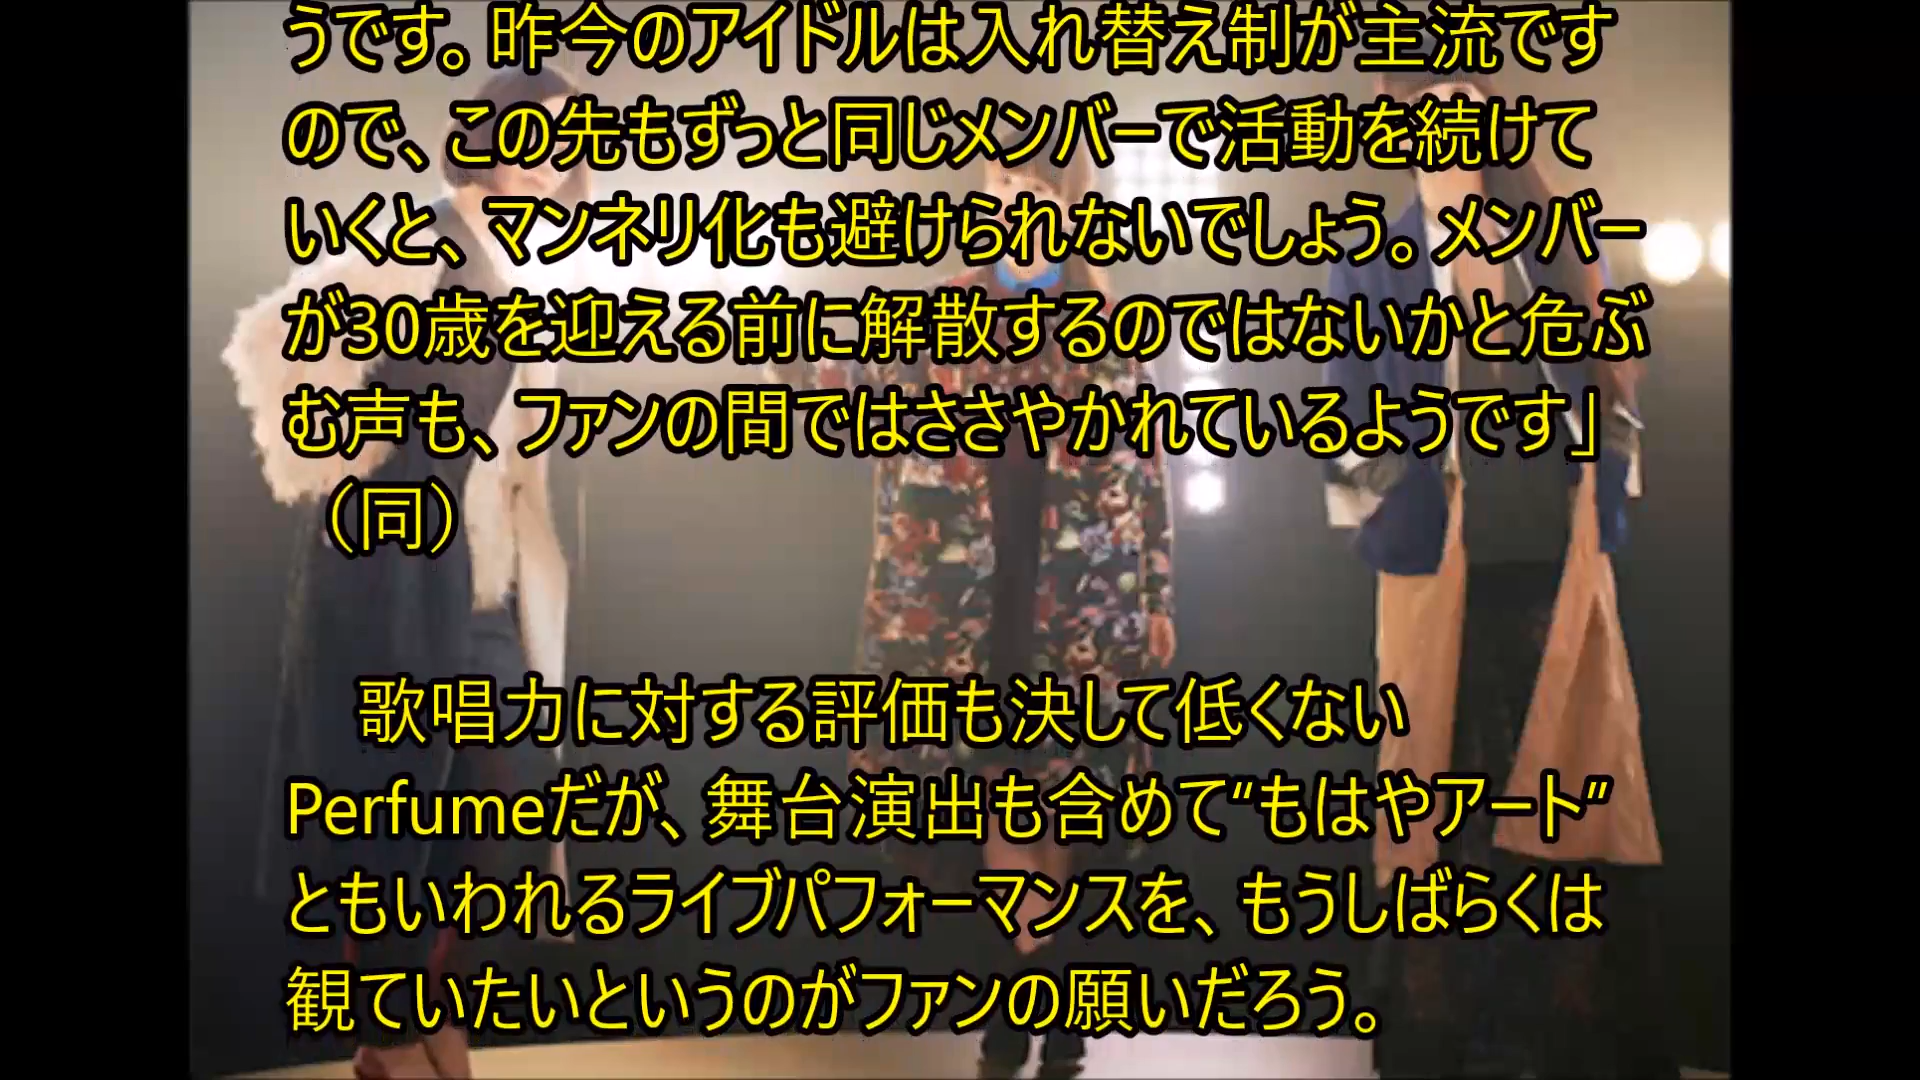 うです。昨今のアイドルは入れ替え制が主流です
ので、この先もずっと同じメンバーで活動を続けて
いくと、マンネリ化も避けられないでしょう。メンバー
が30歳を迎える前に解散するのではないかと危ぶ
む声も、ファンの間ではささやかれているようです」
（同）
歌唱力に対する評価も決して低くない
Perfumeだが、舞台演出も含めて“もはやアート”
ともいわれるライブパフォーマンスを、もうしばらくは
観ていたいというのがファンの願いだろう。